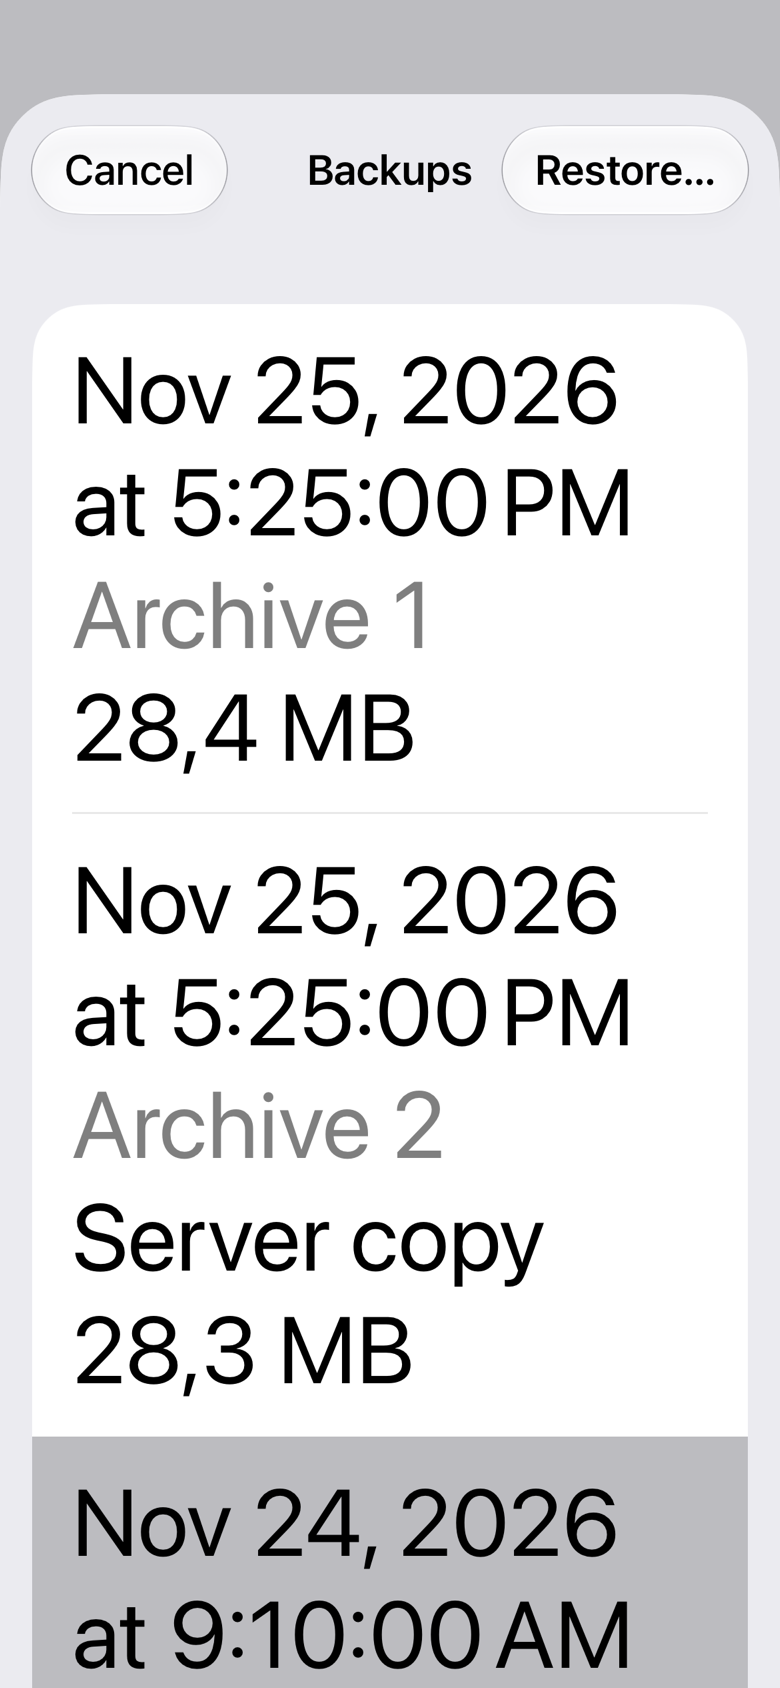 Cancel
Backups
Restore...
Nov 25, 2026
at 5:25:00 PM
Archive 1
28,4 MB
Nov 25, 2026
at 5:25:00 PM
Archive 2
Server copy
28,3 MB
Nov 24, 2026
at 9:10:00 AM